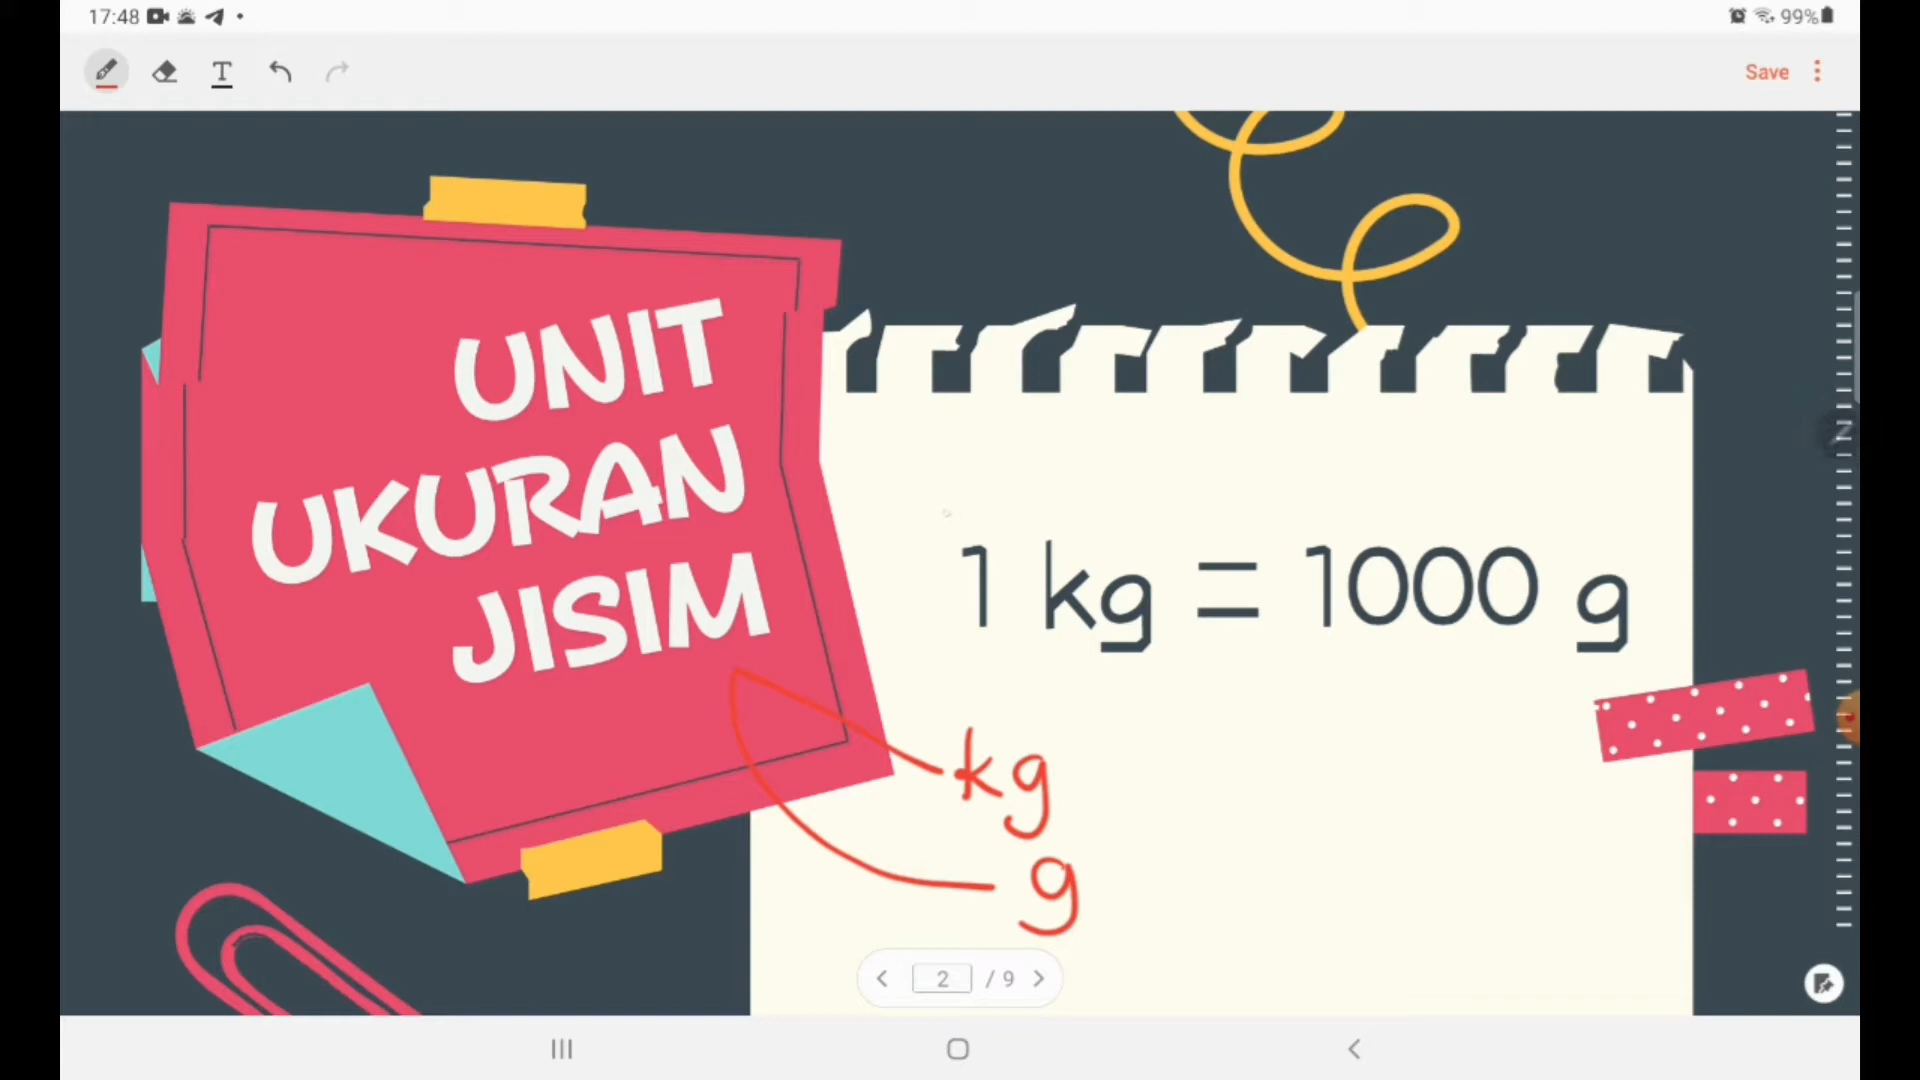 17:48
99%
T
Save
UNIT
UKURAN
JISIM
1 kg = 1000 g
kg
g
2 / 9